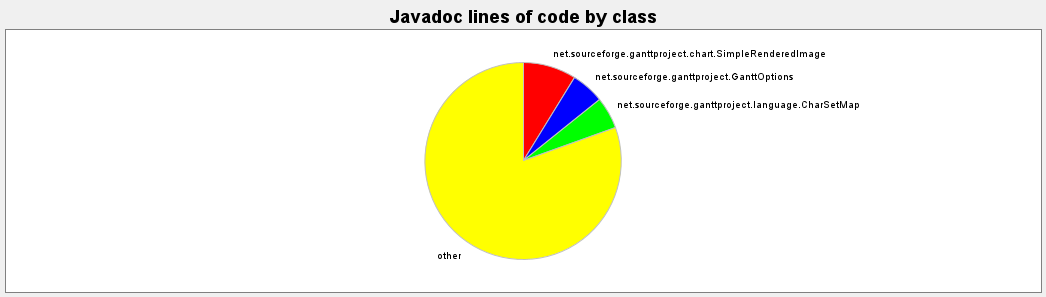 Javadoc lines of code by class
net.sourceforge.ganttproject.chart.SimpleRenderedImage
net.sourceforge.ganttproject.GanttOptions
net.sourceforge.ganttproject.language.CharSetMap
other